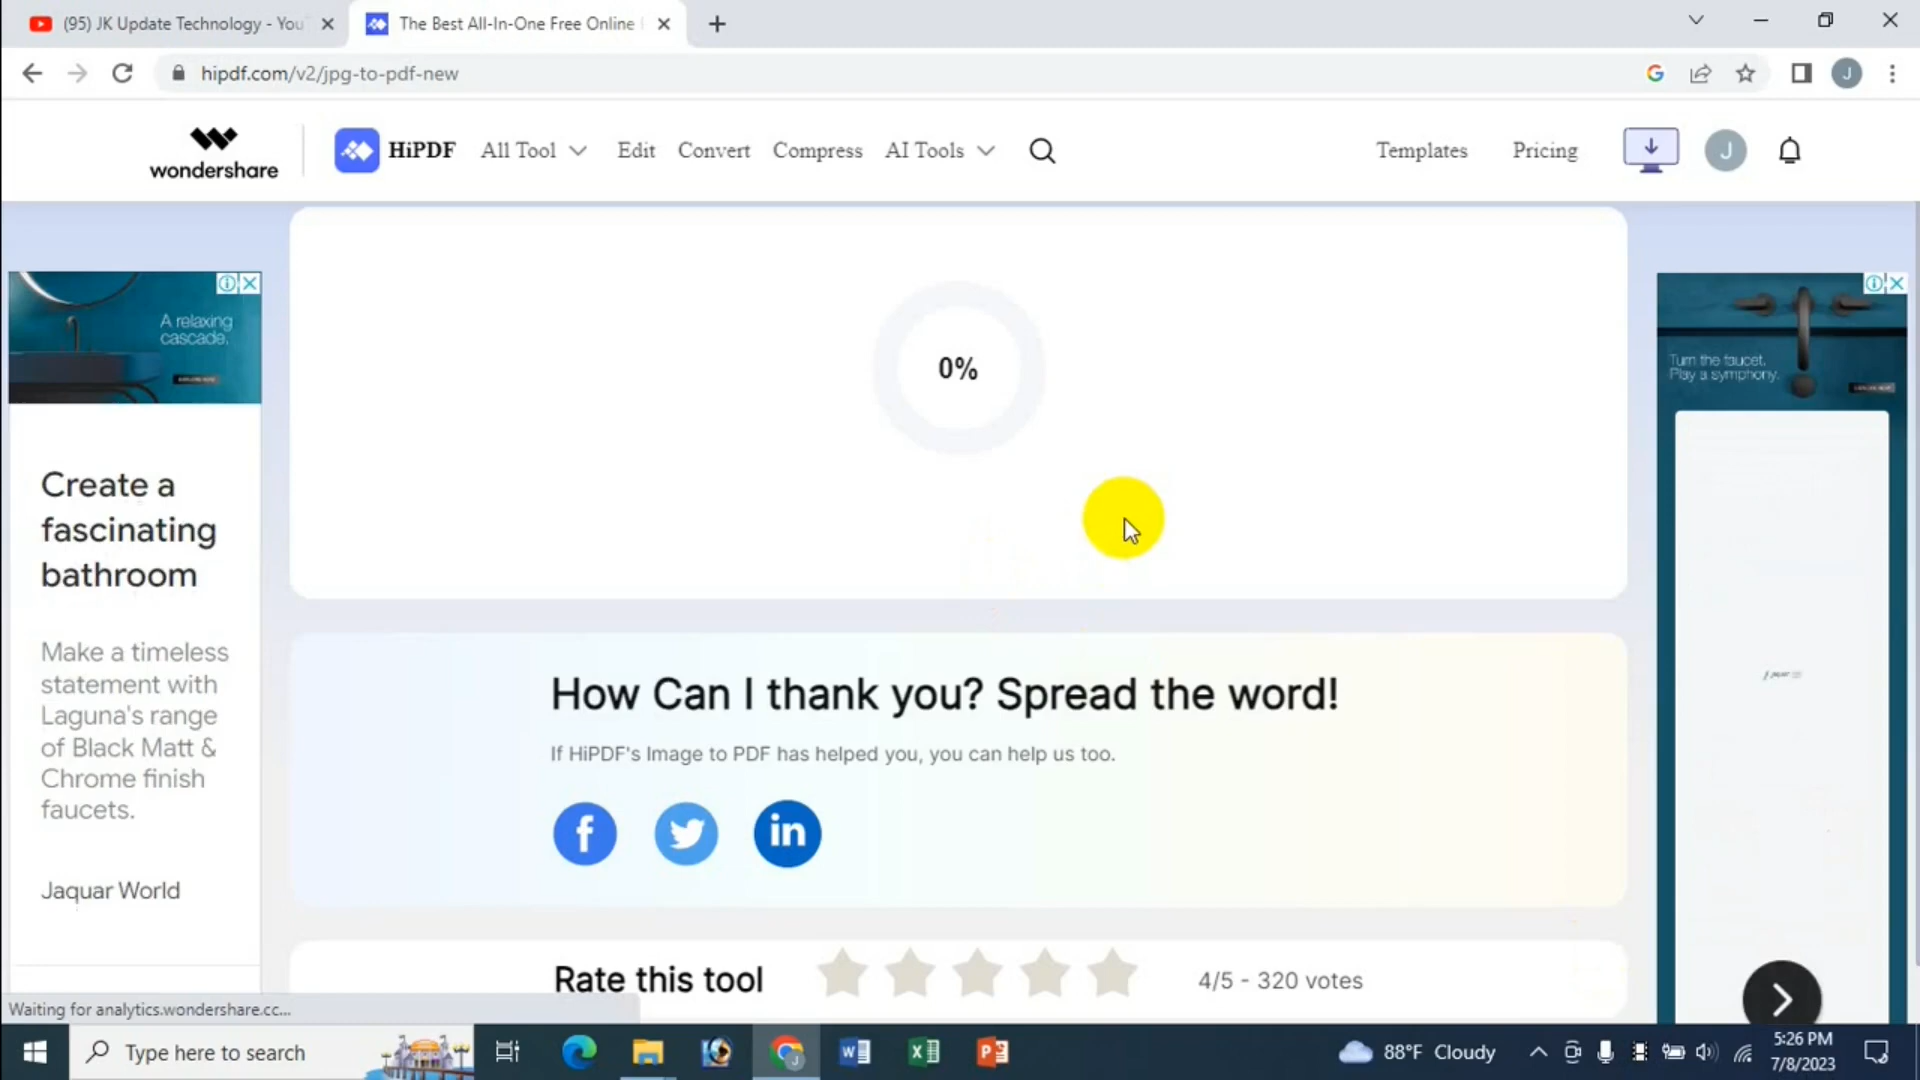 (95) JK Update Technology - You
The Best All-In-One Free Online
hipdf.com/v2/jpg-to-pdf-new
wondershare
HiPDF
All Tool
Edit
Convert
Compress
AI Tools
Templates
Pricing
J
J
A relaxing
cascade.
0%
Turn the faucet.
Play a symphony.
Create a
fascinating
bathroom
Make a timeless
statement with
Laguna's range
of Black Matt &
Chrome finish
faucets.
Jaquar World
How Can I thank you? Spread the word!
If HiPDF's Image to PDF has helped you, you can help us too.
Rate this tool
4/5 - 320 votes
Waiting for analytics.wondershare.cc...
Type here to search
88°F Cloudy
5:26 PM
7/8/2023